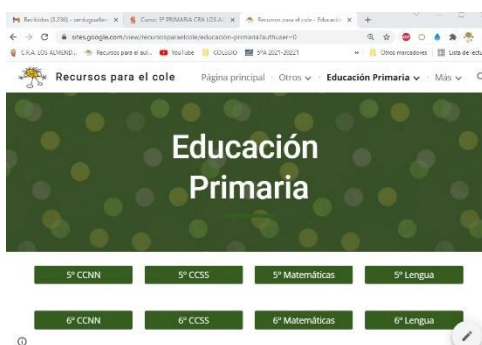 Recibidos (3.236) - verdugoaller
Curso: 5º PRIMARIA CRA LOS AL
Recursos para el cole - Educación
sites.google.com/view/recursosparaelcole/educación-primaria?authuser=0
C.R.A. LOS ALMEND...
Recursos para el aul...
YouTube
COLEGIO
5ºA 2021-20221
»
Otros marcadores
Lista de lectu
Recursos para el cole
Página principal
Otros
Educación Primaria
Más
Educación
Primaria
5º CCNN
5º CCSS
5º Matemáticas
5º Lengua
6º CCNN
6º CCSS
6º Matemáticas
6º Lengua